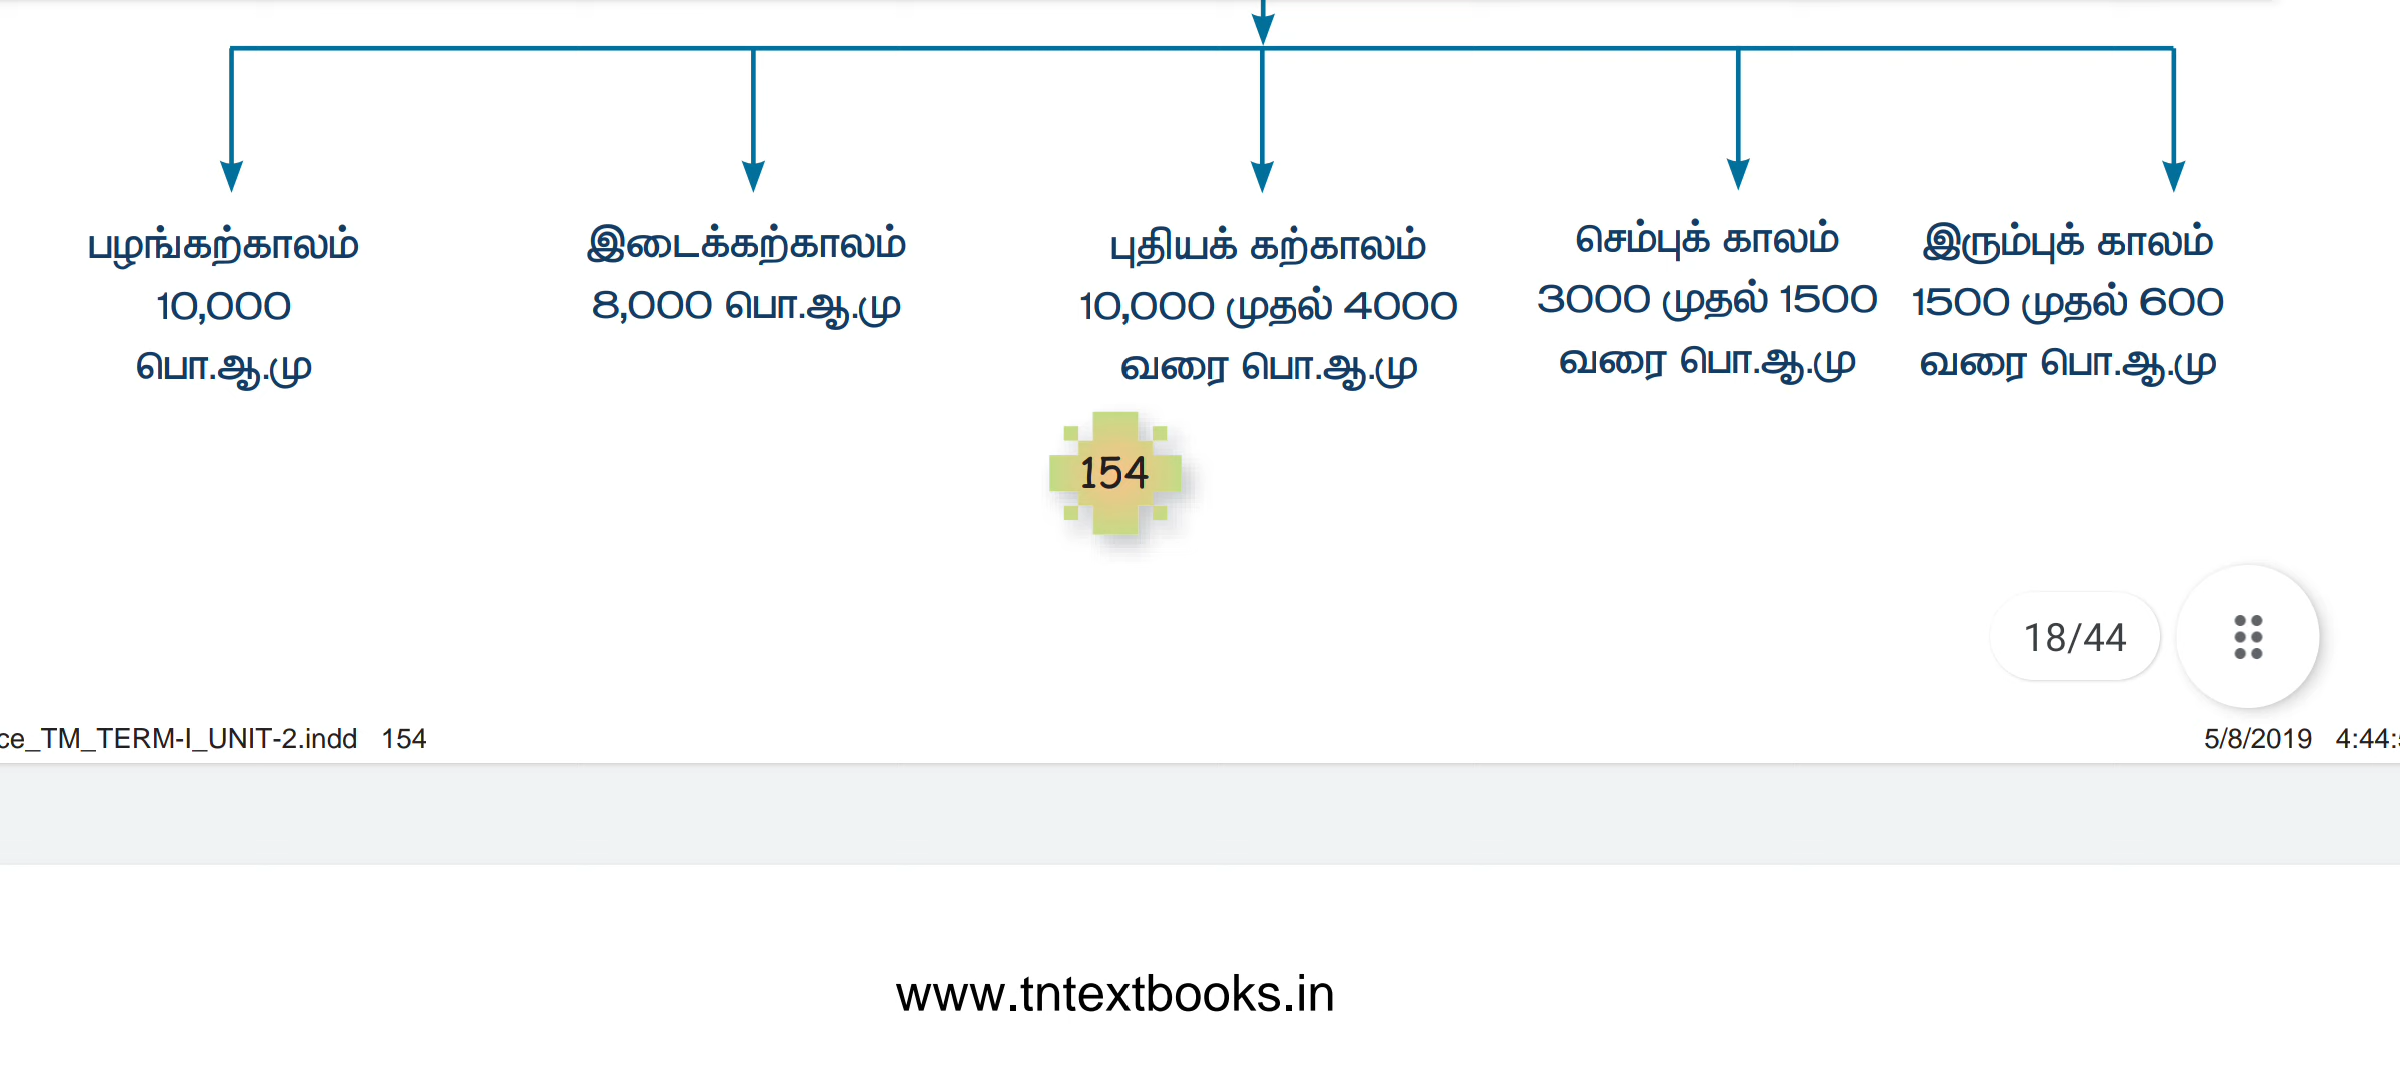 பழங்கற்காலம்
10,000
பொ.ஆ.மு
இடைக்கற்காலம்
8,000 பொ.ஆ.மு
புதியக் கற்காலம்
10,000 முதல் 4000
வரை பொ.ஆ.மு
செம்புக் காலம்
3000 முதல் 1500
வரை பொ.ஆ.மு
இரும்புக் காலம்
1500 முதல் 600
வரை பொ.ஆ.மு
154
18/44
ce_TM_TERM-I_UNIT-2.indd 154
5/8/2019 4:44:
www.tntextbooks.in